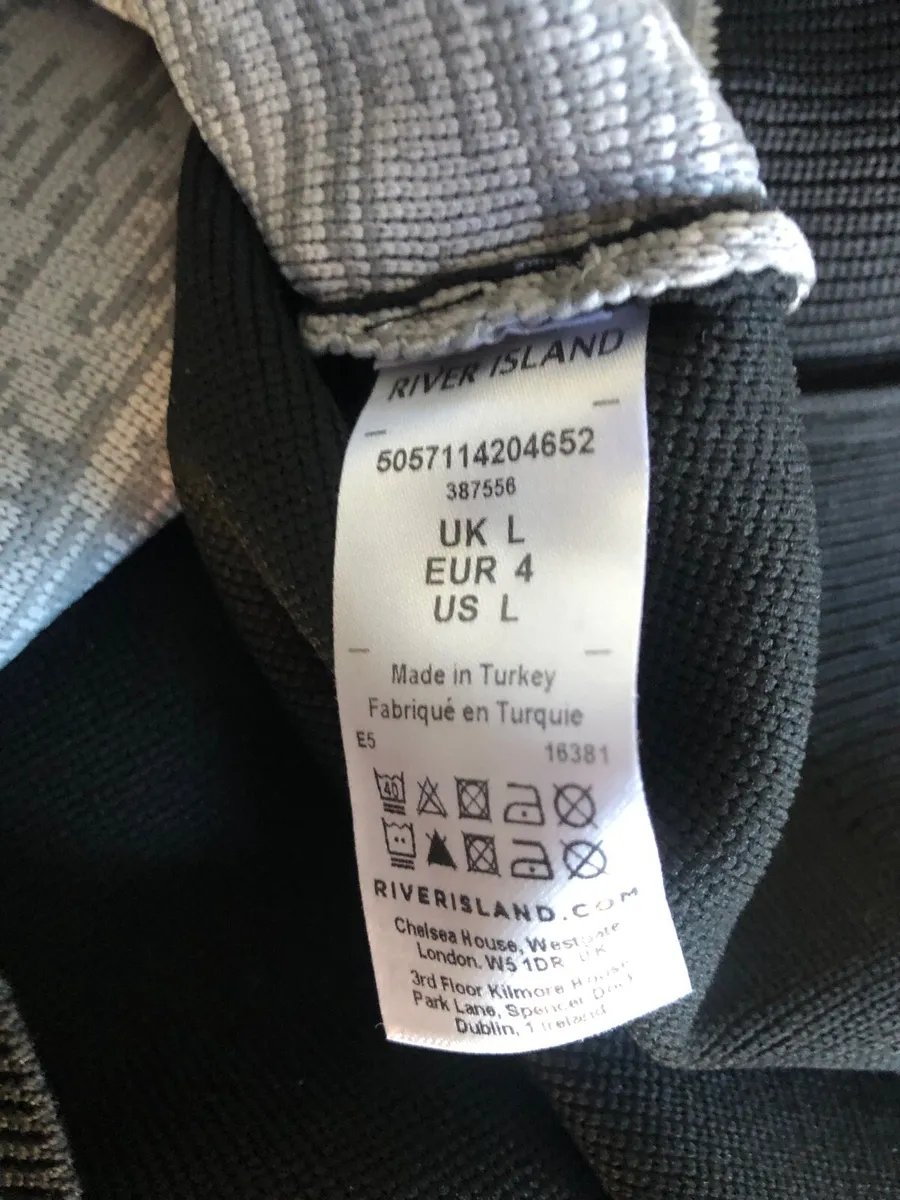 RIVER ISLAND
5057114204652
387556
UK L
EUR 4
US L
Made in Turkey
Fabriqué en Turquie
E5 16381
40
RIVERISLAND.COM
Chelsea House, Westgate
London. W5 1DR UK
3rd Floor Kilmore House
Park Lane, Spencer Dock
Dublin, 1 Ireland